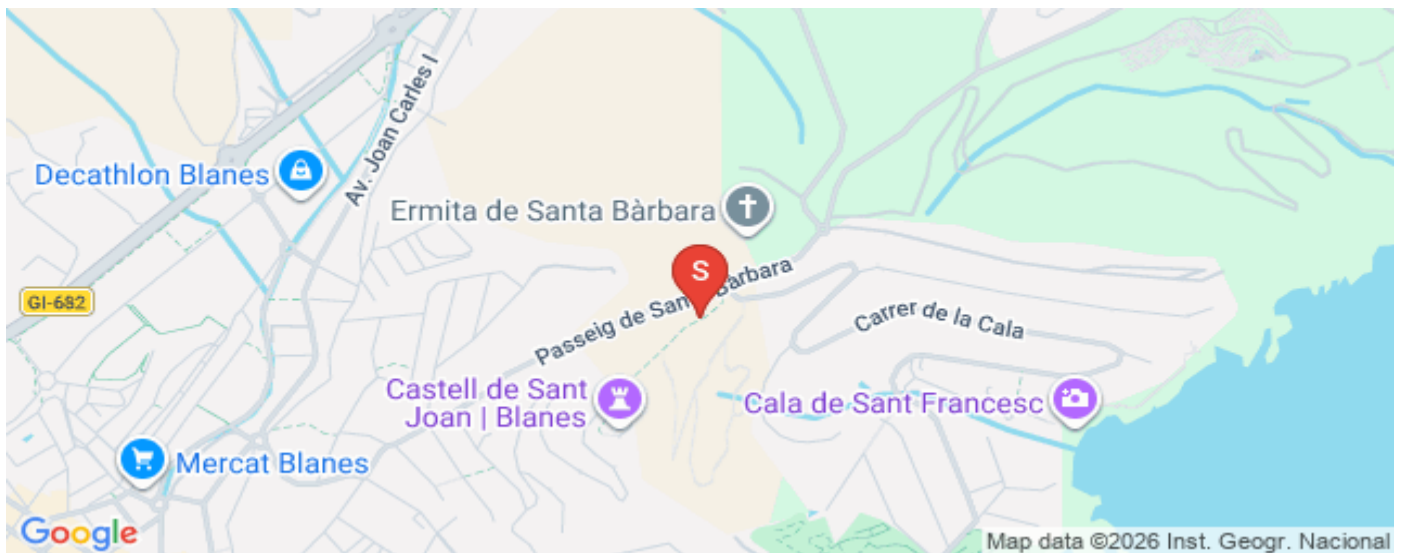 Av. Joan Carles I
Decathlon Blanes
Ermita de Santa Bàrbara
S
Passeig de Santa Bàrbara
GI-682
Carrer de la Cala
Castell de Sant
Joan | Blanes
Cala de Sant Francesc
Mercat Blanes
Google
Map data ©2026 Inst. Geogr. Nacional